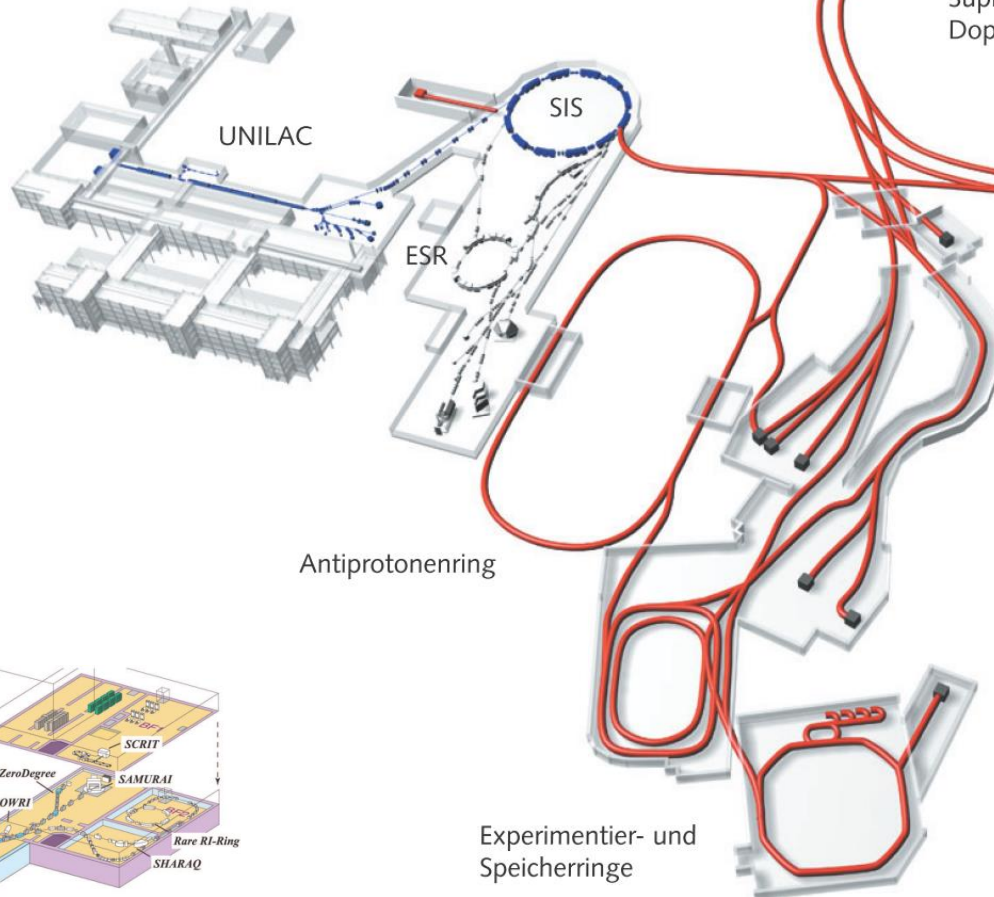 UNILAC
SIS
ESR
Antiprotonenring
Experimentier- und
Speicherringe
SCRIT
ZeroDegree
SAMURAI
Rare RI-Ring
SHARAQ